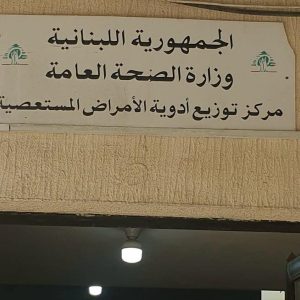 الجمهورية اللبنانية
وزارة الصحة العامة
مركز توزيع أدوية الأمراض المستعصية